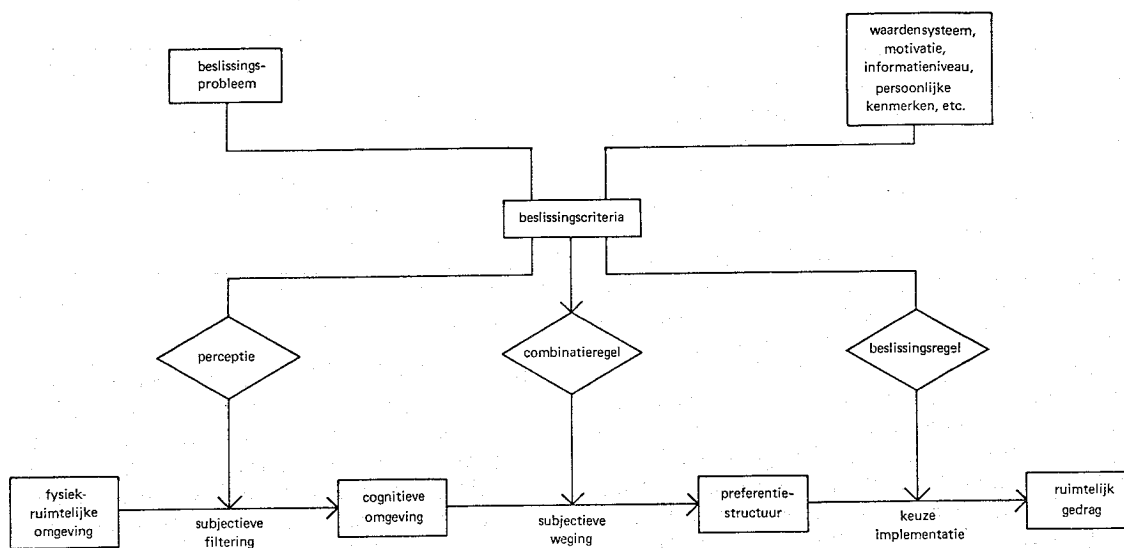 beslissings-
probleem
waardensysteem,
motivatie,
informatieniveau,
persoonlijke
kenmerken, etc.
beslissingscriteria
perceptie
combinatieregel
beslissingsregel
fysiek-
ruimtelijke
omgeving
subjectieve
filtering
cognitieve
omgeving
subjectieve
weging
preferentie-
structuur
keuze
implementatie
ruimtelijk
gedrag